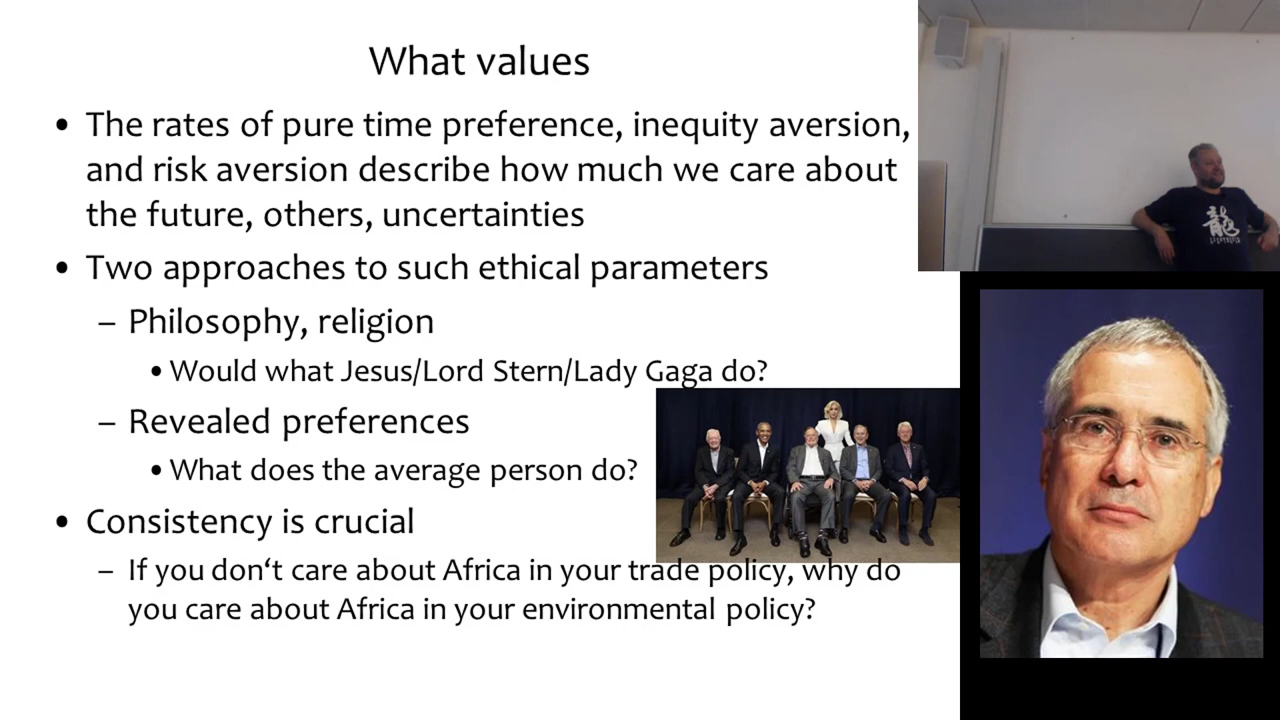 What values
• The rates of pure time preference, inequity aversion,
and risk aversion describe how much we care about
the future, others, uncertainties
• Two approaches to such ethical parameters
– Philosophy, religion
• Would what Jesus/Lord Stern/Lady Gaga do?
– Revealed preferences
• What does the average person do?
• Consistency is crucial
– If you don‘t care about Africa in your trade policy, why do
you care about Africa in your environmental policy?
龍